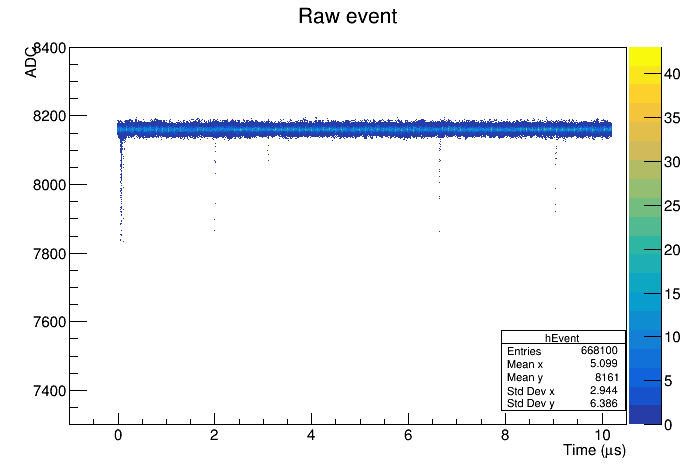 Raw event
ADC
8400
8200
8000
7800
7600
7400
0 2 4 6 8 10
Time (μs)
40
35
30
25
20
15
10
5
0
hEvent
Entries 668100
Mean x 5.099
Mean y 8161
Std Dev x 2.944
Std Dev y 6.386